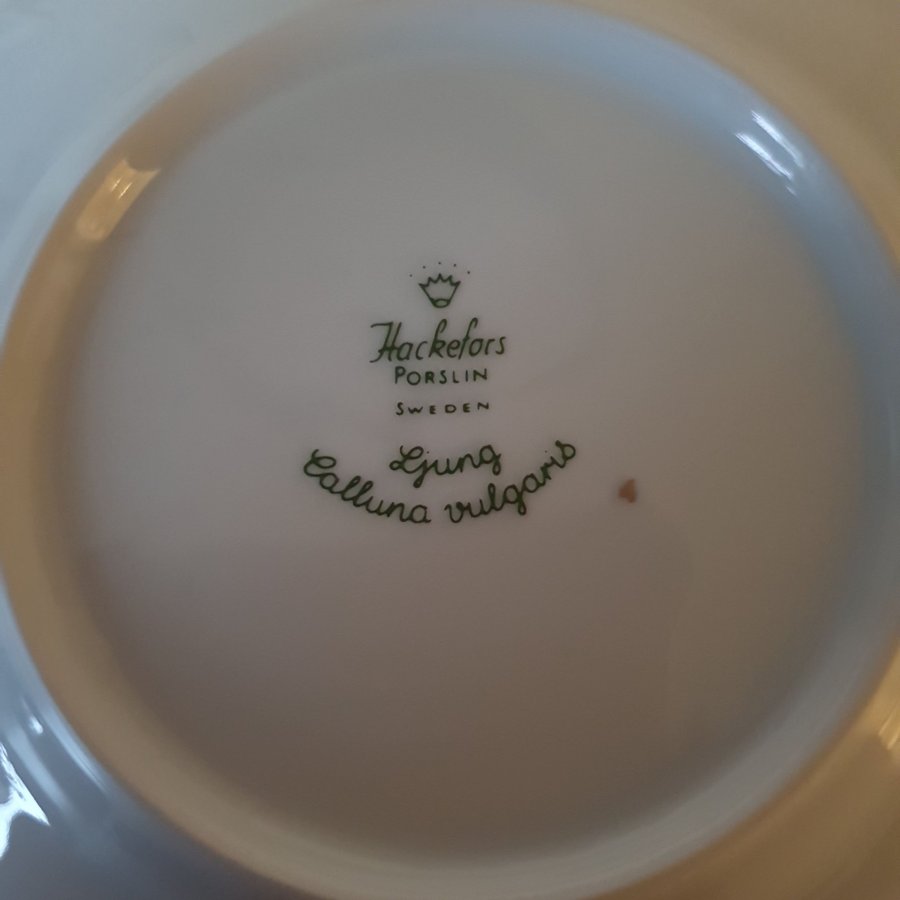 Hackefors
PORSLIN
SWEDEN
Ljung
Calluna vulgaris